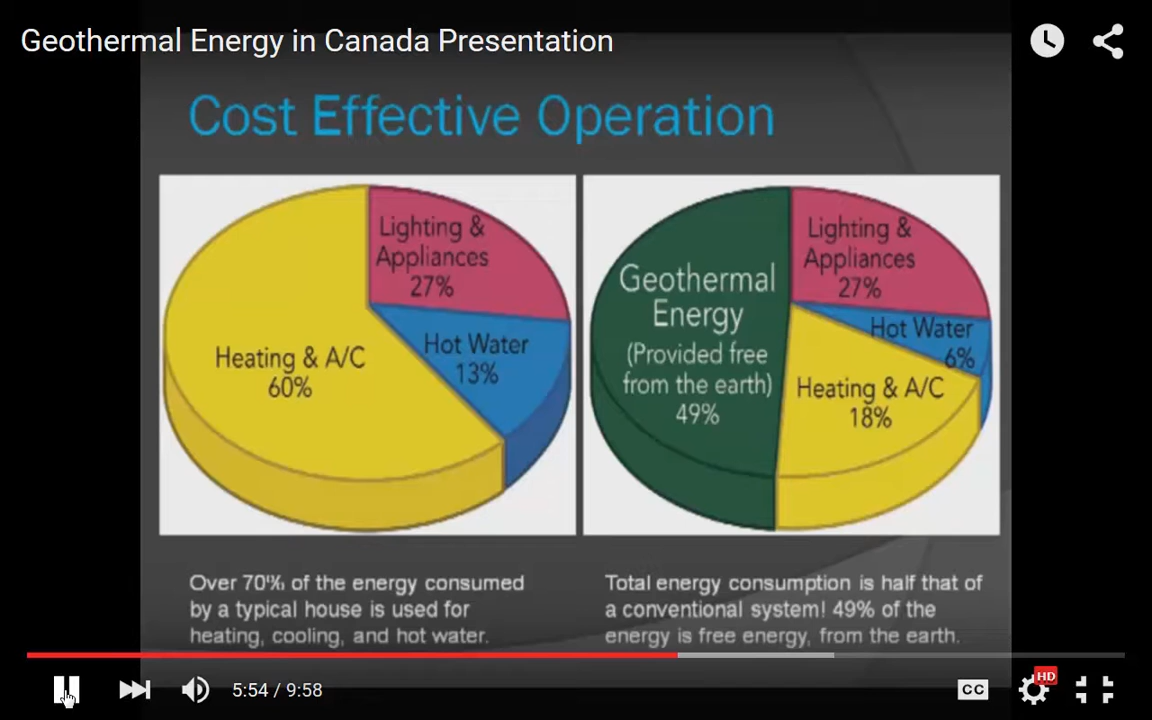 Geothermal Energy in Canada Presentation
Cost Effective Operation
Lighting &
Appliances
27%
Hot Water
13%
Heating & A/C
60%
Geothermal
Energy
(Provided free
from the earth)
49%
Lighting &
Appliances
27%
Hot Water
6%
Heating & A/C
18%
Over 70% of the energy consumed
by a typical house is used for
heating, cooling, and hot water.
Total energy consumption is half that of
a conventional system! 49% of the
energy is free energy, from the earth.
5:54 / 9:58
CC
HD